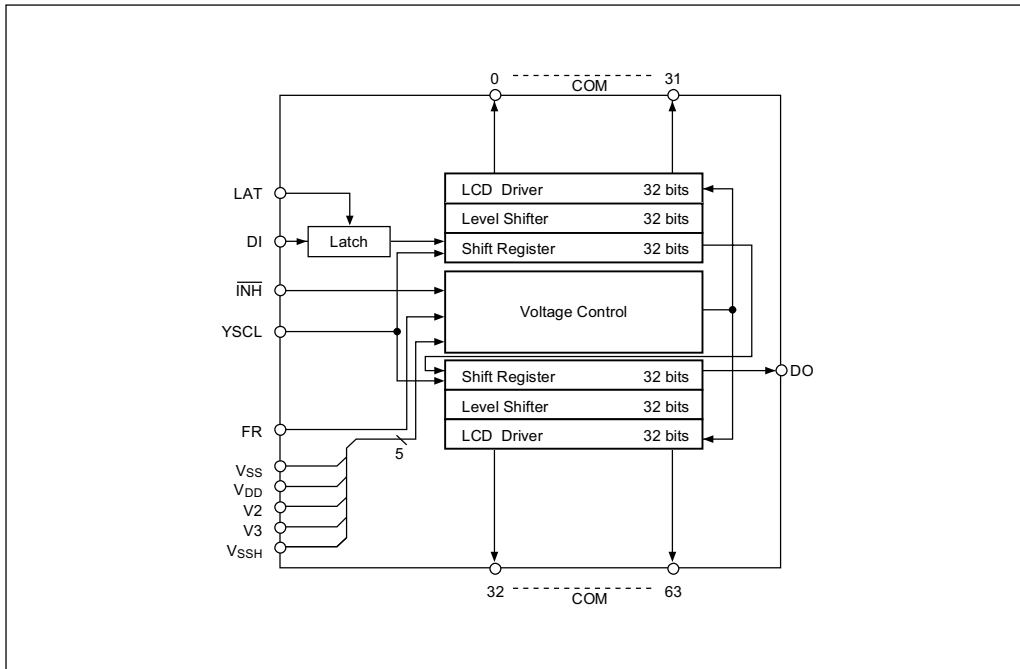 0 31
COM
LAT
DI
Latch
INH
YSCL
FR
VSS
VDD
V2
V3
VSSH
5
LCD Driver 32 bits
Level Shifter 32 bits
Shift Register 32 bits
Voltage Control
Shift Register 32 bits
Level Shifter 32 bits
LCD Driver 32 bits
DO
32 63
COM